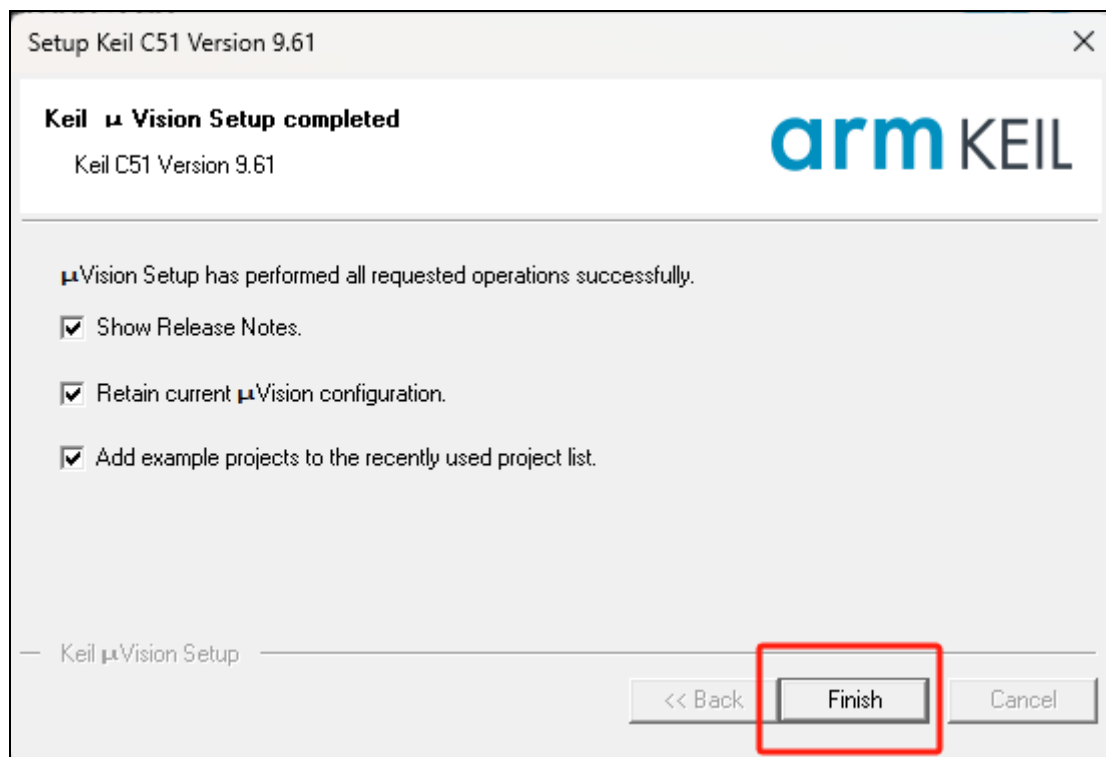 Setup Keil C51 Version 9.61
Keil μ Vision Setup completed
Keil C51 Version 9.61
arm KEIL
μVision Setup has performed all requested operations successfully.
Show Release Notes.
Retain current μVision configuration.
Add example projects to the recently used project list.
Keil μVision Setup
<< Back
Finish
Cancel